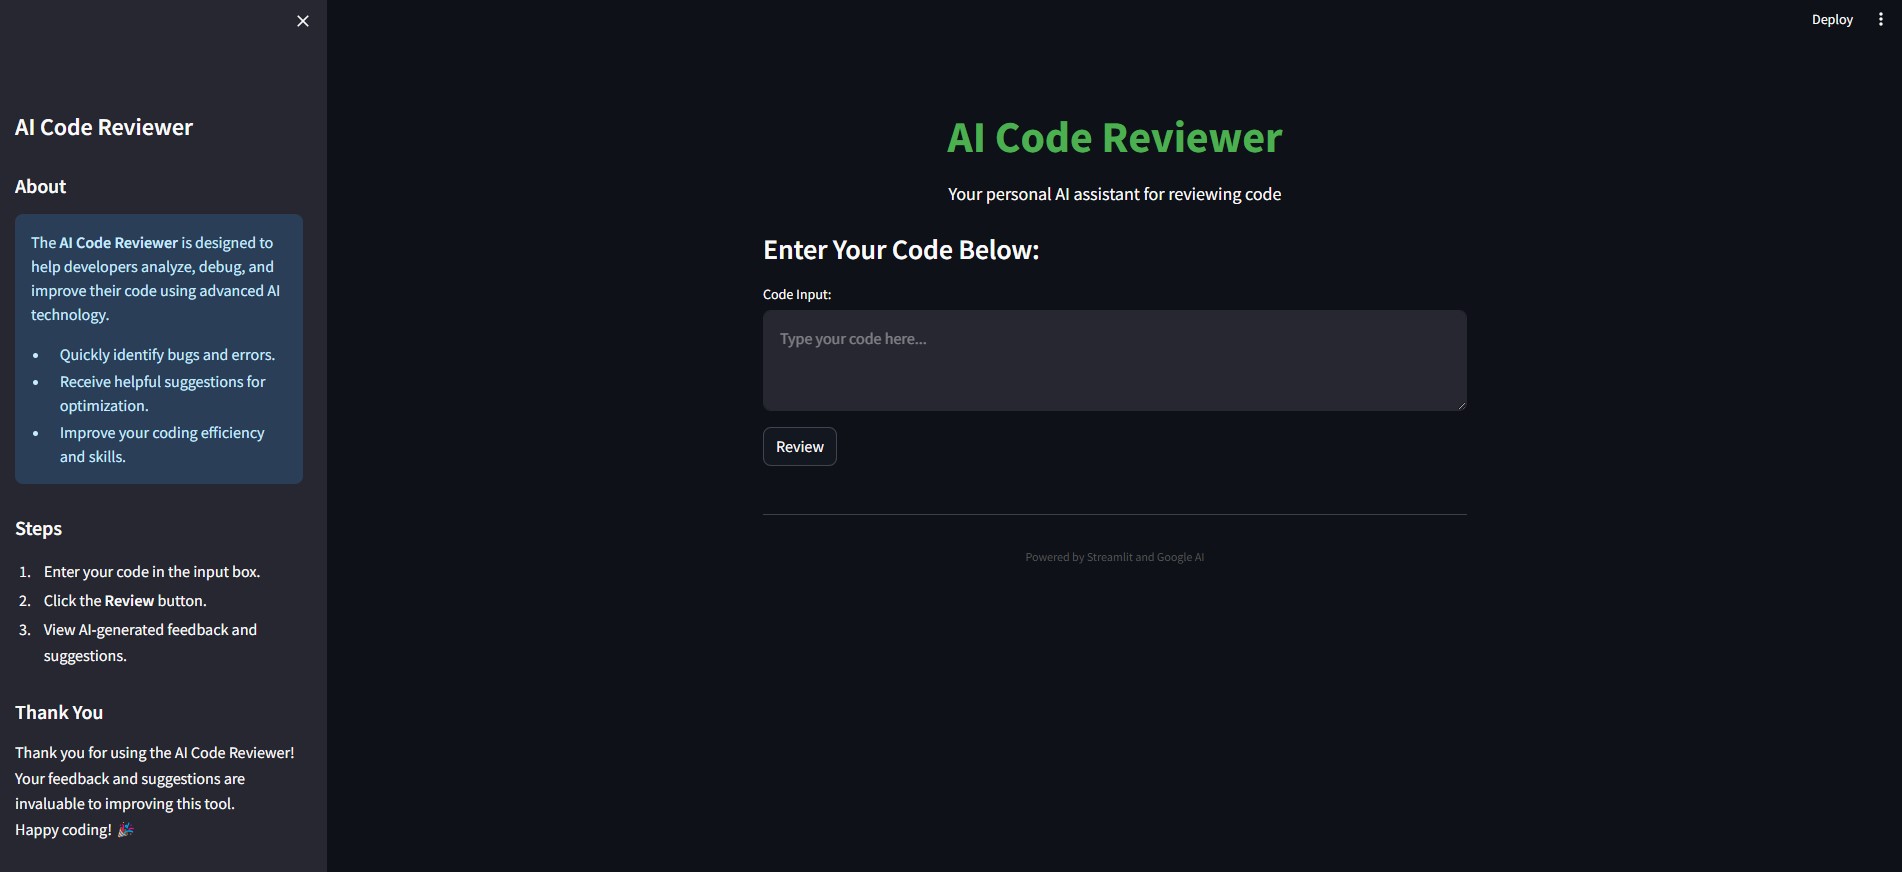 Deploy
AI Code Reviewer
About
The AI Code Reviewer is designed to
help developers analyze, debug, and
improve their code using advanced AI
technology.
• Quickly identify bugs and errors.
• Receive helpful suggestions for
optimization.
• Improve your coding efficiency
and skills.
Steps
1. Enter your code in the input box.
2. Click the Review button.
3. View AI-generated feedback and
suggestions.
Thank You
Thank you for using the AI Code Reviewer!
Your feedback and suggestions are
invaluable to improving this tool.
Happy coding! 🎉
AI Code Reviewer
Your personal AI assistant for reviewing code
Enter Your Code Below:
Code Input:
Type your code here...
Review
Powered by Streamlit and Google AI